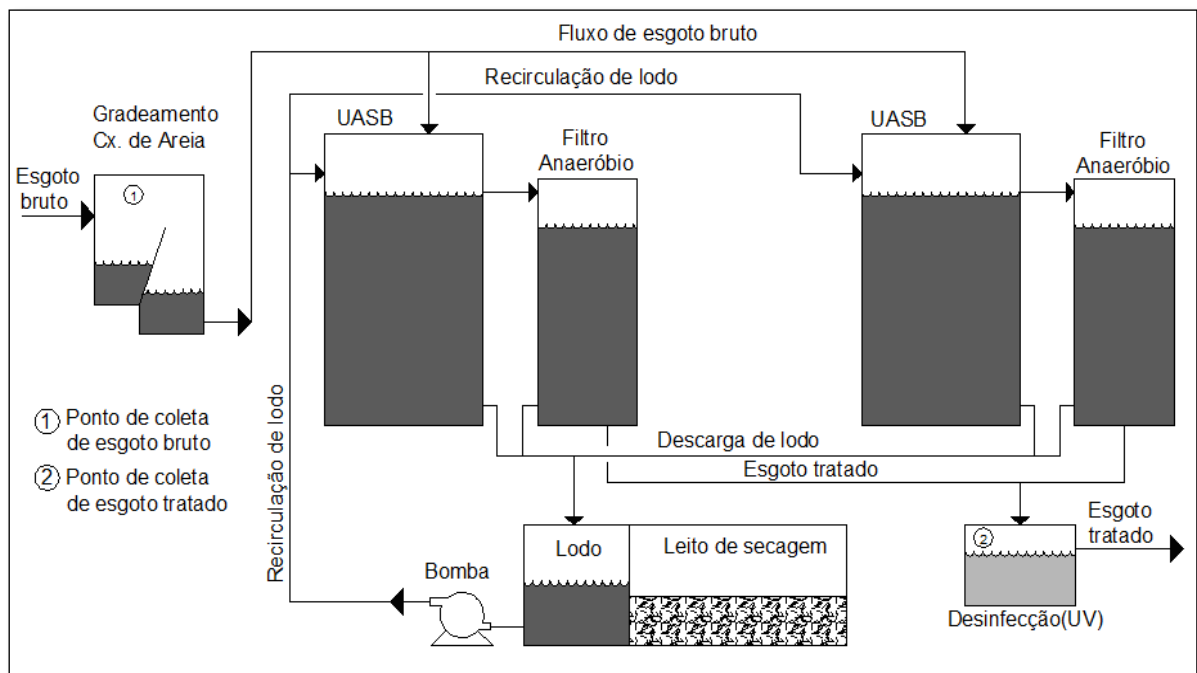 Fluxo de esgoto bruto
Recirculação de lodo
Gradeamento
Cx. de Areia
UASB
Filtro
Anaeróbio
UASB
Filtro
Anaeróbio
Esgoto
bruto
1
Recirculação de lodo
1 Ponto de coleta
de esgoto bruto
2 Ponto de coleta
de esgoto tratado
Descarga de lodo
Esgoto tratado
Lodo
Leito de secagem
Bomba
2
Esgoto
tratado
Desinfecção(UV)